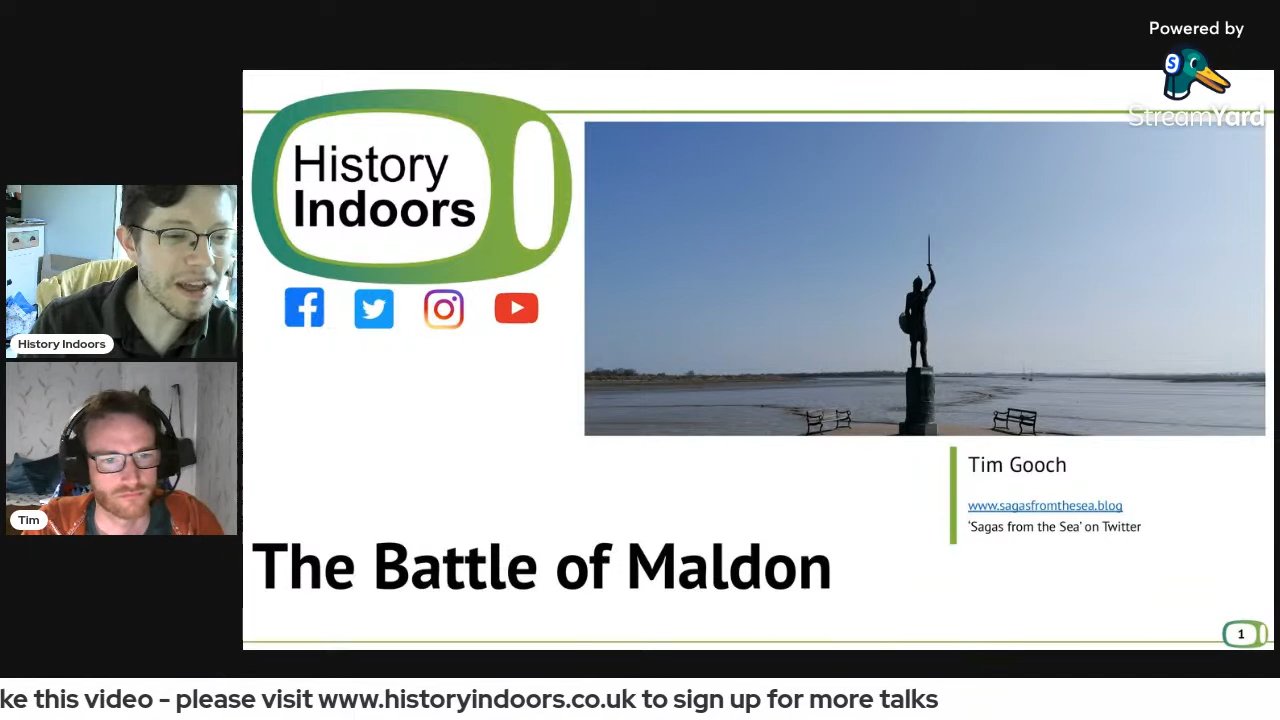 Powered by
StreamYard
S
History
Indoors
History Indoors
Tim
Tim Gooch
www.sagasfromthesea.blog
'Sagas from the Sea' on Twitter
The Battle of Maldon
1
ke this video - please visit www.historyindoors.co.uk to sign up for more talks